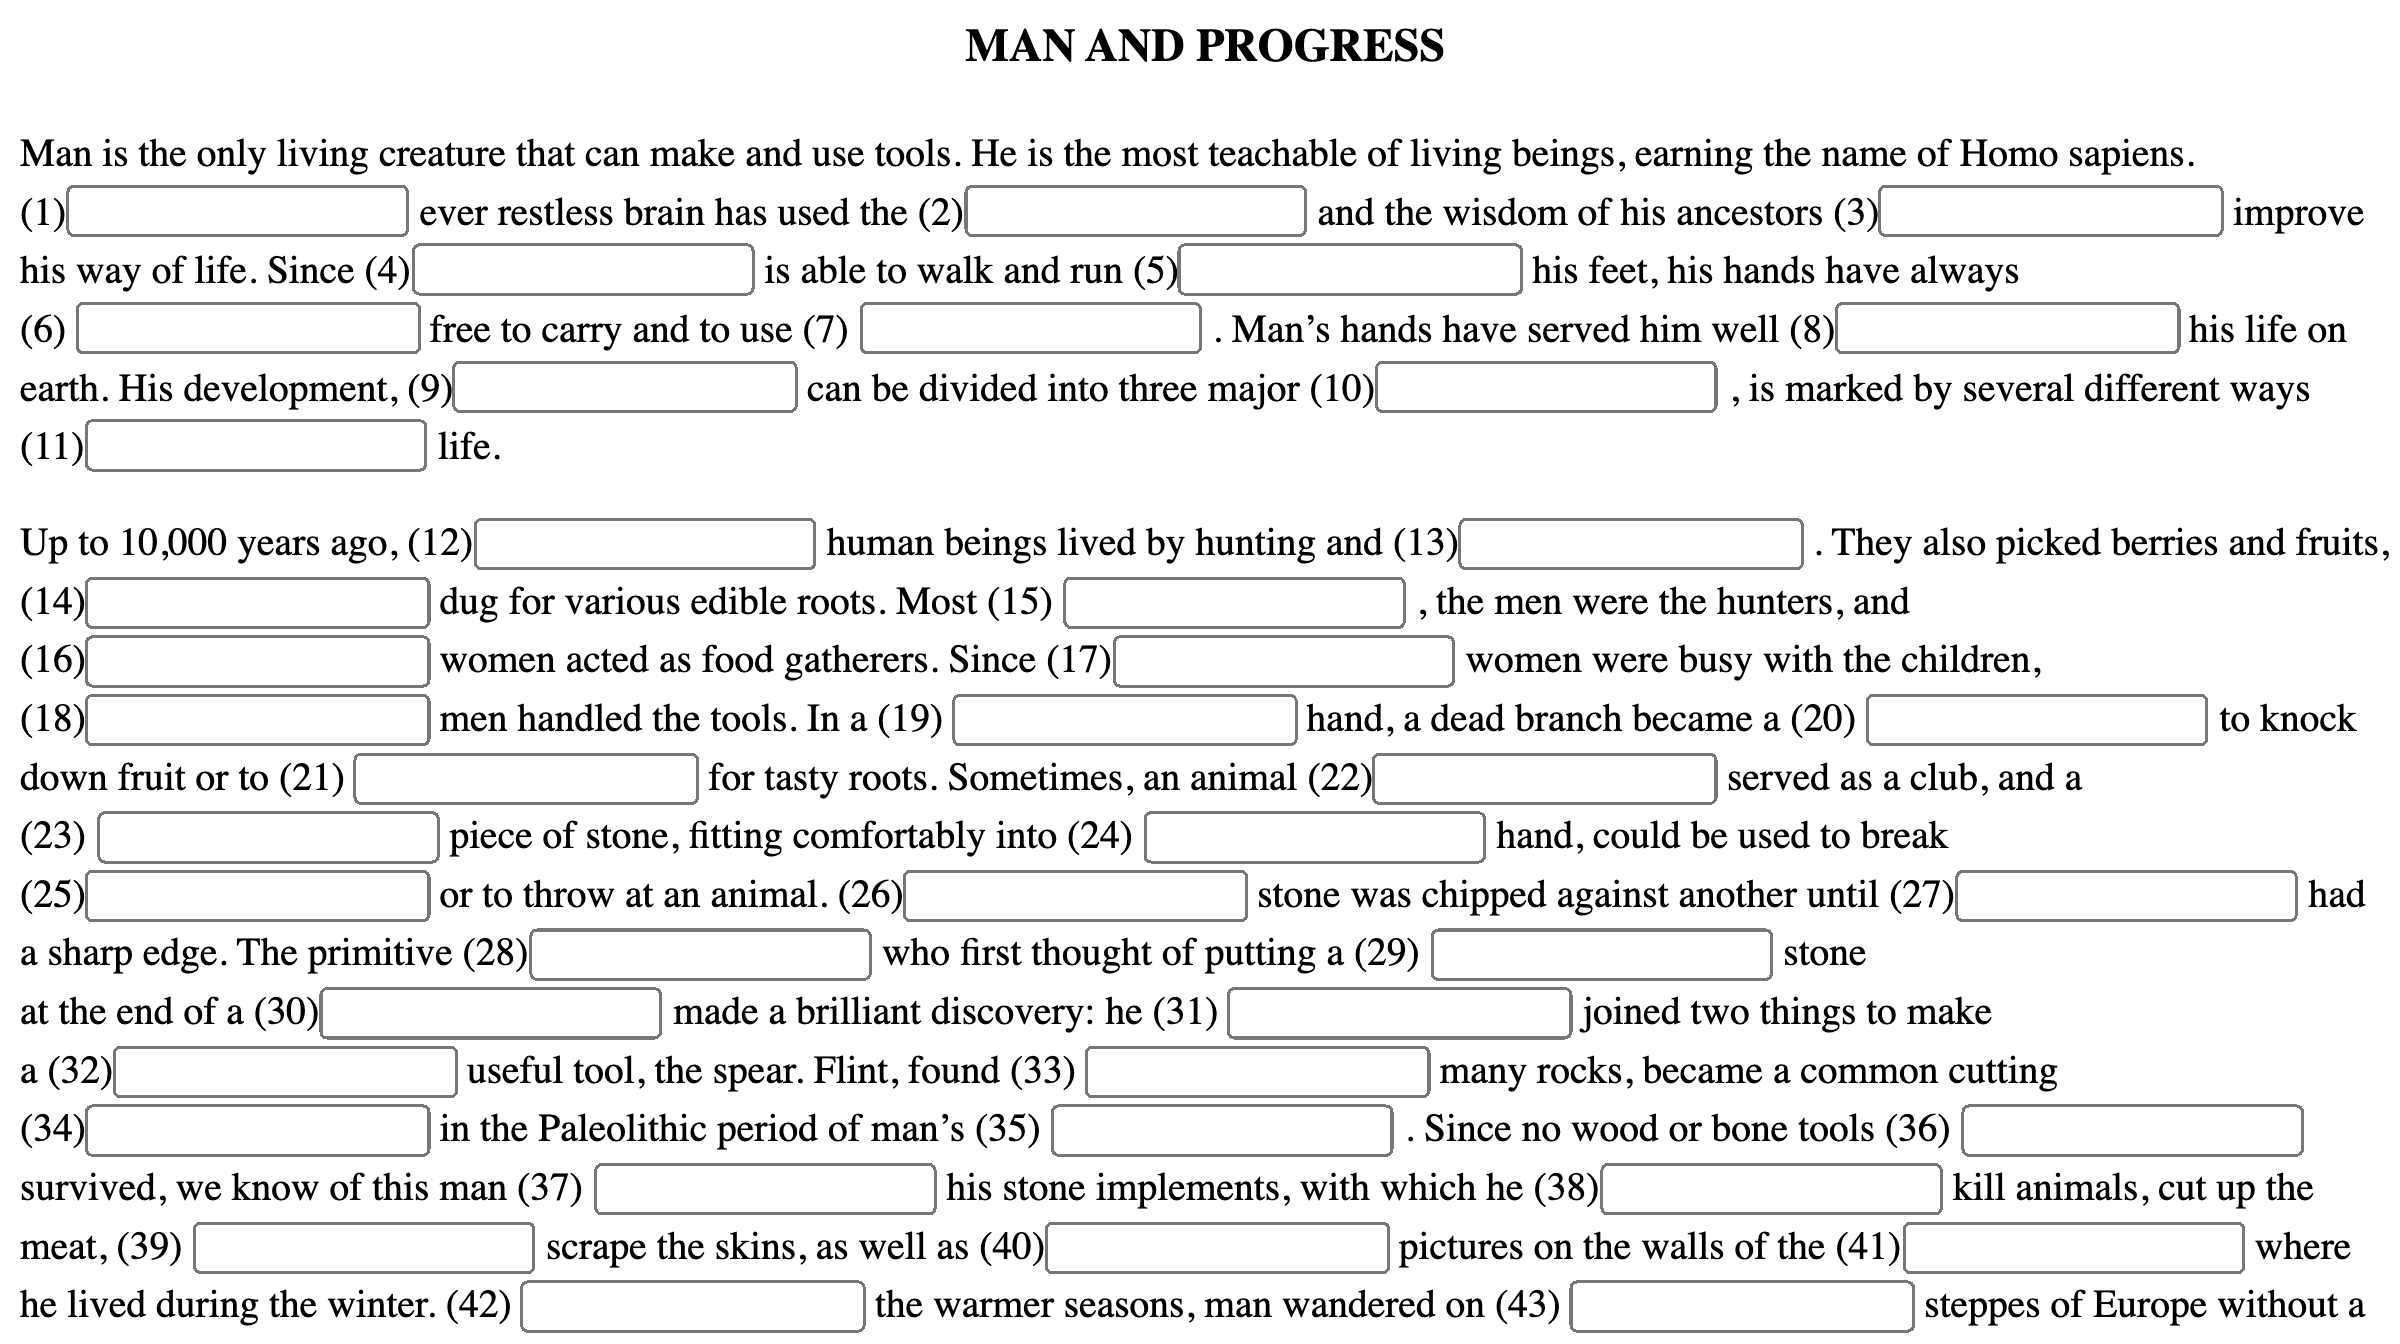 MAN AND PROGRESS
Man is the only living creature that can make and use tools. He is the most teachable of living beings, earning the name of Homo sapiens.
(1) ever restless brain has used the (2) and the wisdom of his ancestors (3) improve
his way of life. Since (4) is able to walk and run (5) his feet, his hands have always
(6) free to carry and to use (7) . Man’s hands have served him well (8) his life on
earth. His development, (9) can be divided into three major (10) , is marked by several different ways
(11) life.
Up to 10,000 years ago, (12) human beings lived by hunting and (13) . They also picked berries and fruits,
(14) dug for various edible roots. Most (15) , the men were the hunters, and
(16) women acted as food gatherers. Since (17) women were busy with the children,
(18) men handled the tools. In a (19) hand, a dead branch became a (20) to knock
down fruit or to (21) for tasty roots. Sometimes, an animal (22) served as a club, and a
(23) piece of stone, fitting comfortably into (24) hand, could be used to break
(25) or to throw at an animal. (26) stone was chipped against another until (27) had
a sharp edge. The primitive (28) who first thought of putting a (29) stone
at the end of a (30) made a brilliant discovery: he (31) joined two things to make
a (32) useful tool, the spear. Flint, found (33) many rocks, became a common cutting
(34) in the Paleolithic period of man’s (35) . Since no wood or bone tools (36)
survived, we know of this man (37) his stone implements, with which he (38) kill animals, cut up the
meat, (39) scrape the skins, as well as (40) pictures on the walls of the (41) where
he lived during the winter. (42) the warmer seasons, man wandered on (43) steppes of Europe without a